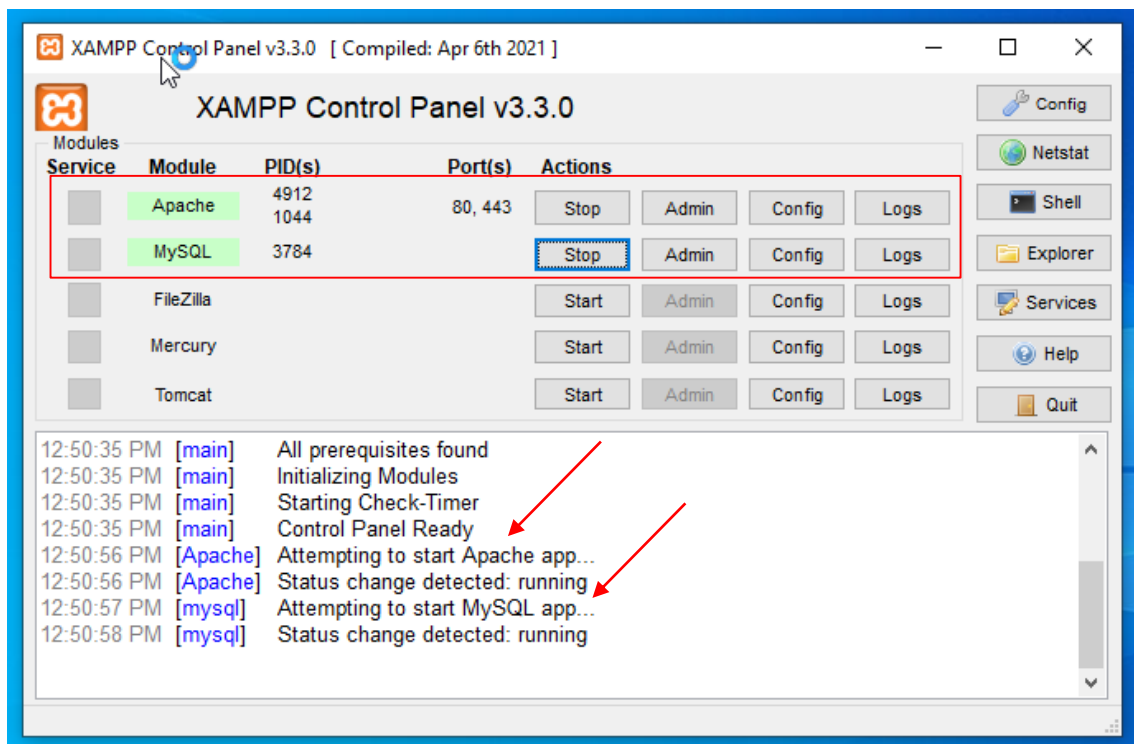 XAMPP Control Panel v3.3.0 [ Compiled: Apr 6th 2021 ]
XAMPP Control Panel v3.3.0
Config
Modules
Service Module PID(s) Port(s) Actions
Netstat
Apache 4912 1044 80, 443 Stop Admin Config Logs
Shell
MySQL 3784 Stop Admin Config Logs
Explorer
FileZilla Start Admin Config Logs
Services
Mercury Start Admin Config Logs
Help
Tomcat Start Admin Config Logs
Quit
12:50:35 PM [main] All prerequisites found
12:50:35 PM [main] Initializing Modules
12:50:35 PM [main] Starting Check-Timer
12:50:35 PM [main] Control Panel Ready
12:50:56 PM [Apache] Attempting to start Apache app...
12:50:56 PM [Apache] Status change detected: running
12:50:57 PM [mysql] Attempting to start MySQL app...
12:50:58 PM [mysql] Status change detected: running